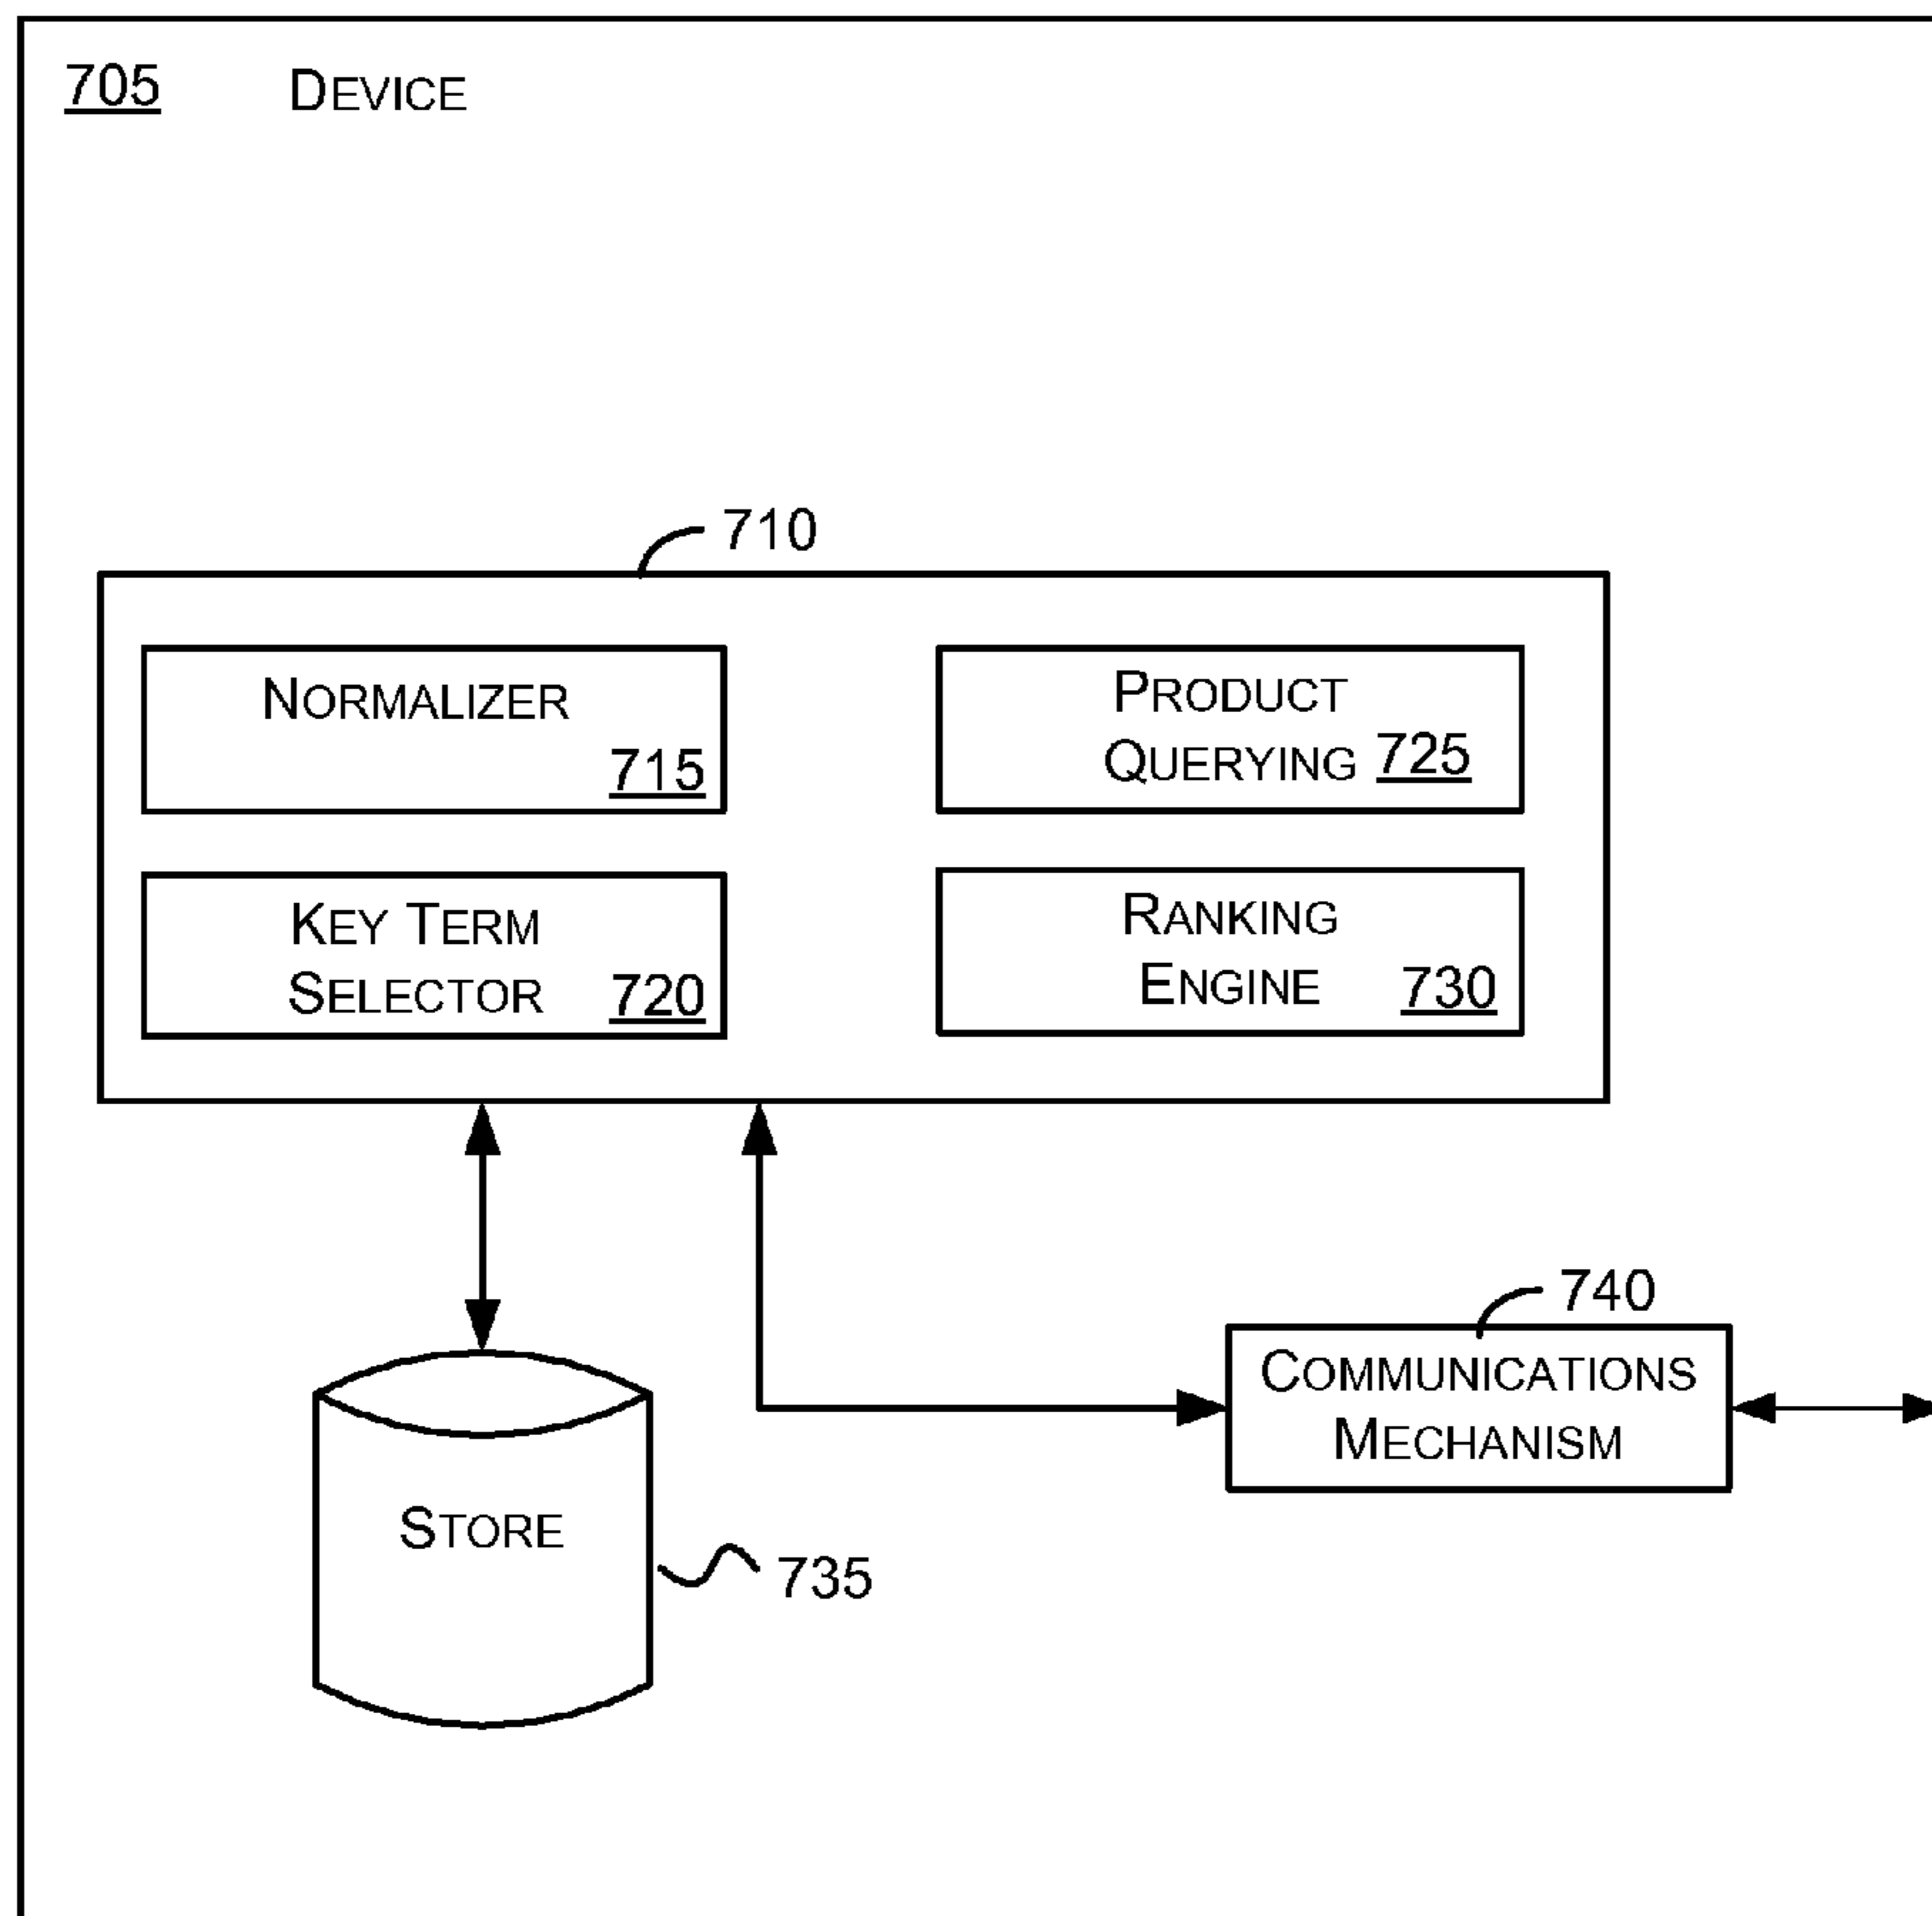 705 DEVICE
710
NORMALIZER
715
PRODUCT
QUERYING 725
KEY TERM
SELECTOR 720
RANKING
ENGINE 730
740
COMMUNICATIONS
MECHANISM
STORE
735